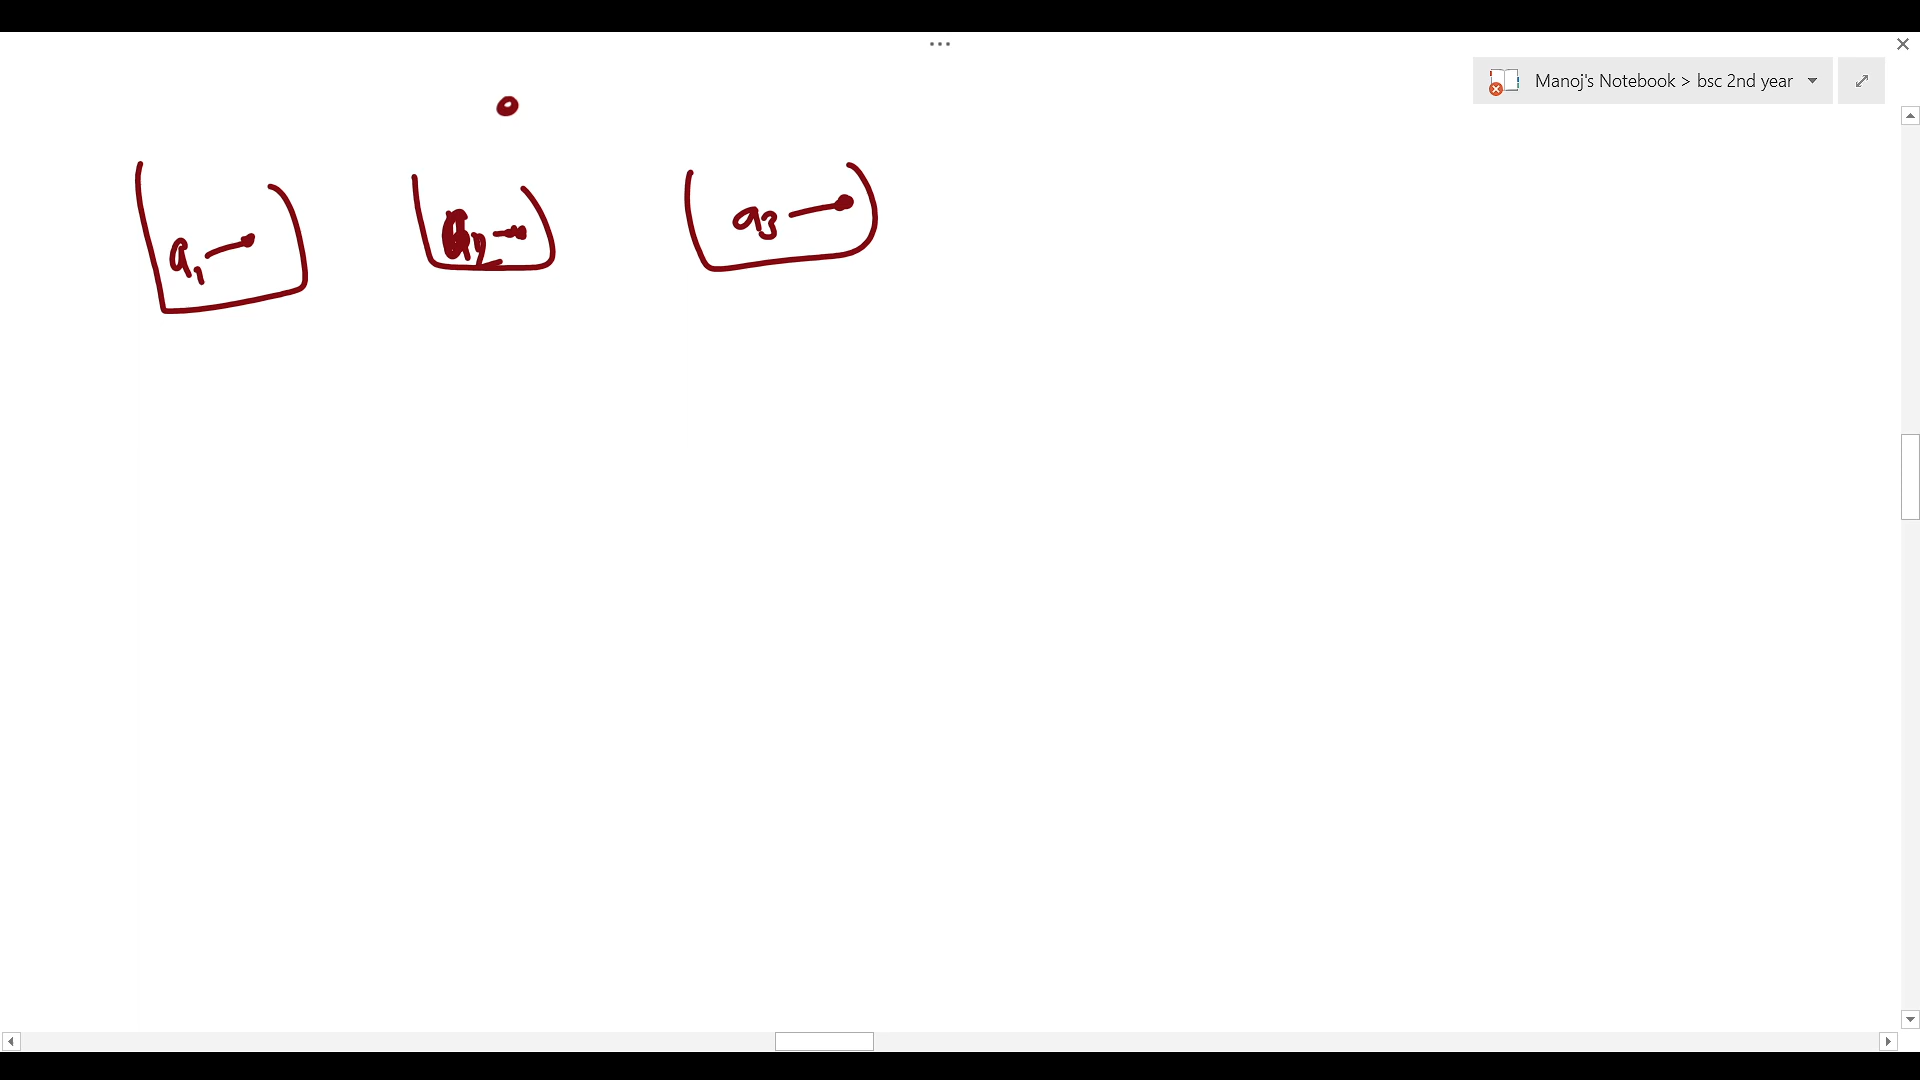 Manoj's Notebook > bsc 2nd year
a₁ a₂ a₃